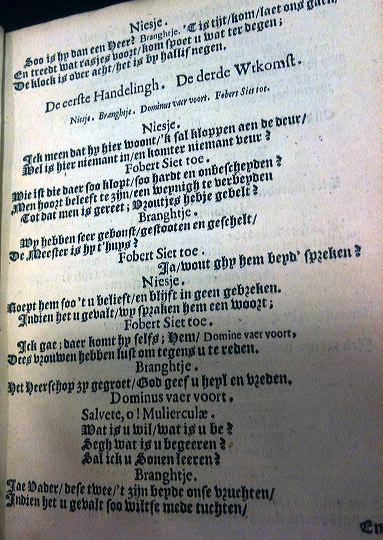 Niesje.
Soo is hy dan een Heer? Branghtje. 'T is tijt/kom/laet ons gaen,
En treedt wat rasjes voort/kom spoet u wat ter degen;
De klock is over acht/het is by hallif negen.
De eerste Handelingh. De derde Wtkomst.
Niesje. Branghtje. Dominus vaer voort. Fobert Siet toe.
Niesje.
Ick meen dat hy hier woont/'k sal kloppen aen de deur/
Wel is hier niemant in/en komter niemant veur?
Fobert Siet toe.
Wie ist die daer soo klopt/soo hardt en onbescheyden?
Men hoort beleeft te zijn/een weynigh te verbeyden
Tot dat men is gereet; Vroutjes hebje gebelt?
Branghtje.
Wy hebben seer gebonst/gestooten en geschelt/
De Meester is hy t'huys?
Fobert Siet toe.
Ja/wout ghy hem beyd' spreken?
Niesje.
Roept hem soo 't u belieft/en blijft in geen gebreken.
Indien het u gevalt/wy spraken hem een woort;
Fobert Siet toe.
Ick gae; daer komt hy selfs; Hem/ Domine vaer voort,
Dees vrouwen hebben lust om tegens u te reden.
Branghtje.
Het Heerschop zy gegroet/God geef u heyl en vreden.
Dominus vaer voort.
Salvete, o! Mulierculæ.
Wat is u wil/wat is u be?
Segh wat is u begeeren?
Sal ick u Sonen leeren?
Branghtje.
Jae Vader/dese twee/'t zijn beyde onse vruchten/
Indien het u gevalt soo wiltse mede tuchten/
En